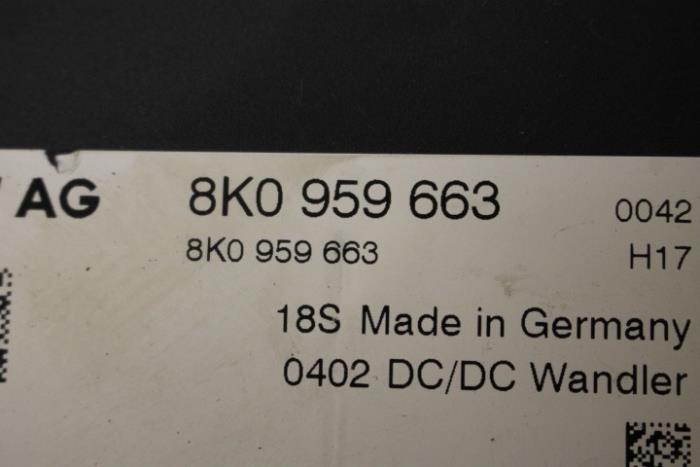 AG 8K0 959 663 0042
8K0 959 663 H17
18S Made in Germany
0402 DC/DC Wandler